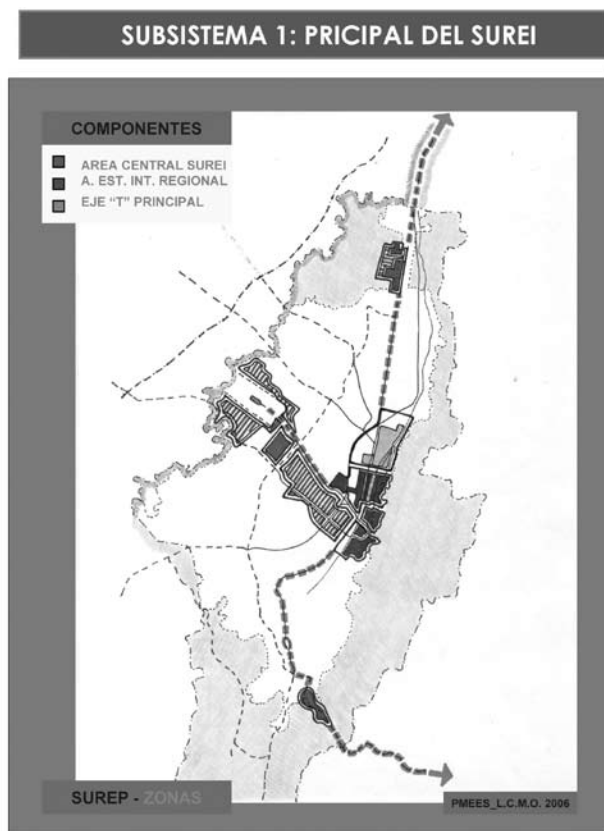 SUBSISTEMA 1: PRICIPAL DEL SUREI
COMPONENTES
AREA CENTRAL SUREI
A. EST. INT. REGIONAL
EJE "T" PRINCIPAL
SUREP - ZONAS
PMEES_L.C.M.O. 2006